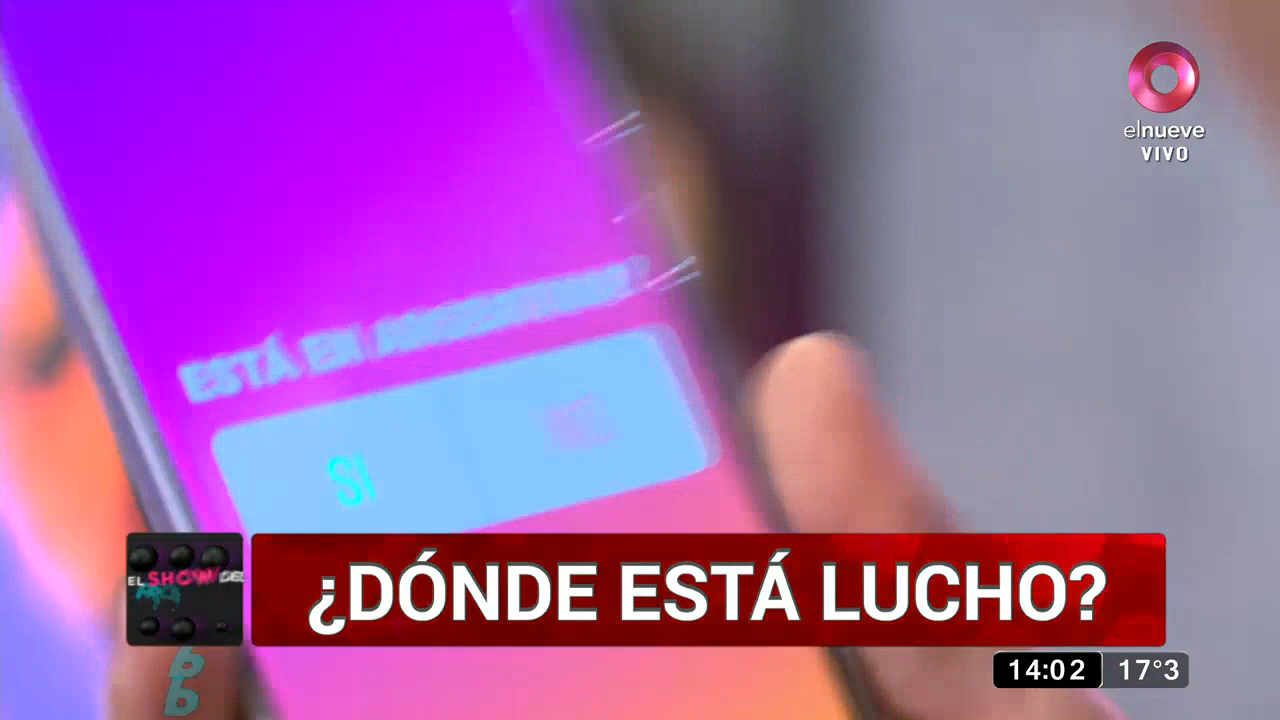 elnueve
VIVO
ESTÁ EN
SI
EL SHOW DEL
¿DÓNDE ESTÁ LUCHO?
14:02 17°3